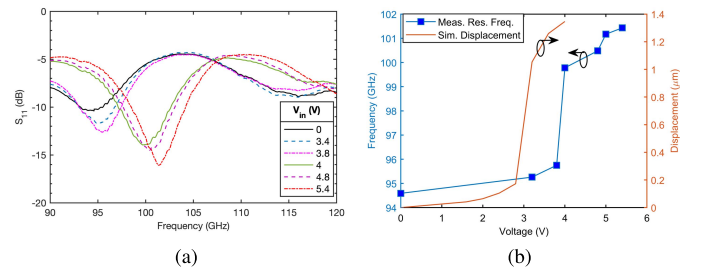 0
-5
-10
-15
-20
S11 (dB)
90 95 100 105 110 115 120
Frequency (GHz)
Vin (V)
0
3.4
3.8
4
4.8
5.4
(a)
102
101
100
99
98
97
96
95
94
Frequency (GHz)
Meas. Res. Freq.
Sim. Displacement
1.4
1.2
1
0.8
0.6
0.4
0.2
0
Displacement (μm)
0 1 2 3 4 5 6
Voltage (V)
(b)